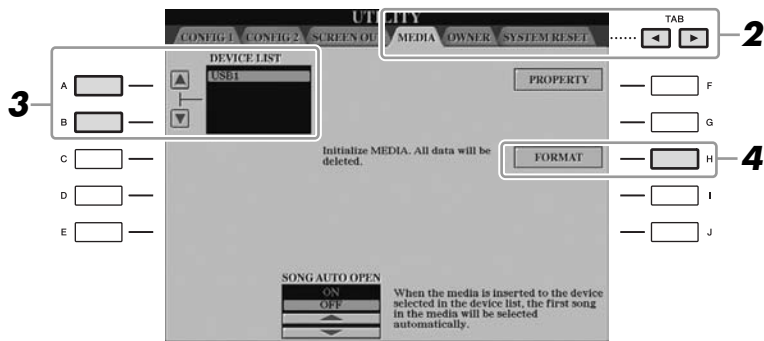 UTILITY
CONFIG 1 CONFIG 2 SCREEN OU MEDIA OWNER SYSTEM RESET
TAB
2
DEVICE LIST
USB1
PROPERTY
3
A
B
C
D
E
F
G
H
I
J
Initialize MEDIA. All data will be
deleted.
FORMAT
4
SONG AUTO OPEN
ON
OFF
When the media is inserted to the device
selected in the device list, the first song
in the media will be selected
automatically.